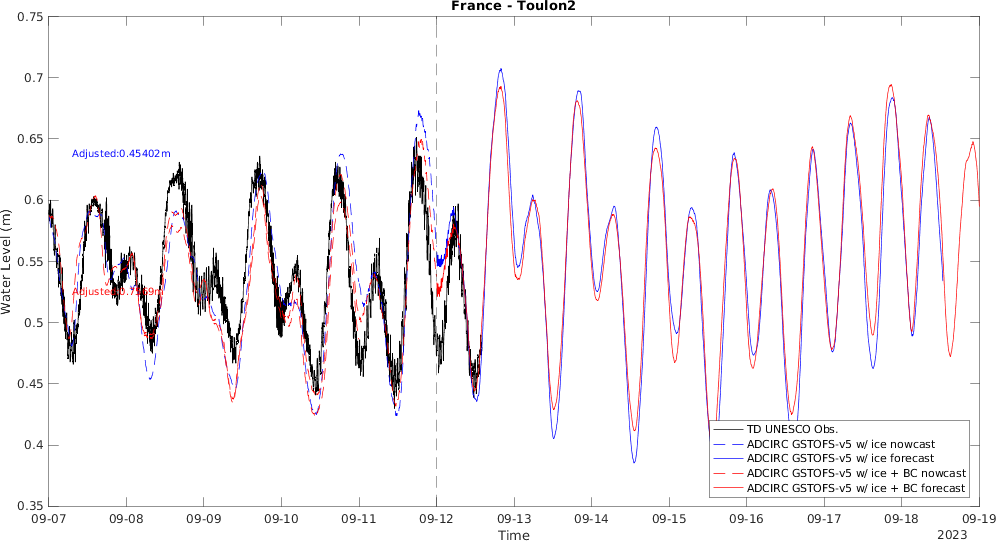 France - Toulon2
0.75
0.7
0.65
0.6
0.55
0.5
0.45
0.4
0.35
Water Level (m)
Adjusted:0.45402m
TD UNESCO Obs.
ADCIRC GSTOFS-v5 w/ ice nowcast
ADCIRC GSTOFS-v5 w/ ice forecast
ADCIRC GSTOFS-v5 w/ ice + BC nowcast
ADCIRC GSTOFS-v5 w/ ice + BC forecast
09-07 09-08 09-09 09-10 09-11 09-12 09-13 09-14 09-15 09-16 09-17 09-18 09-19
Time
2023